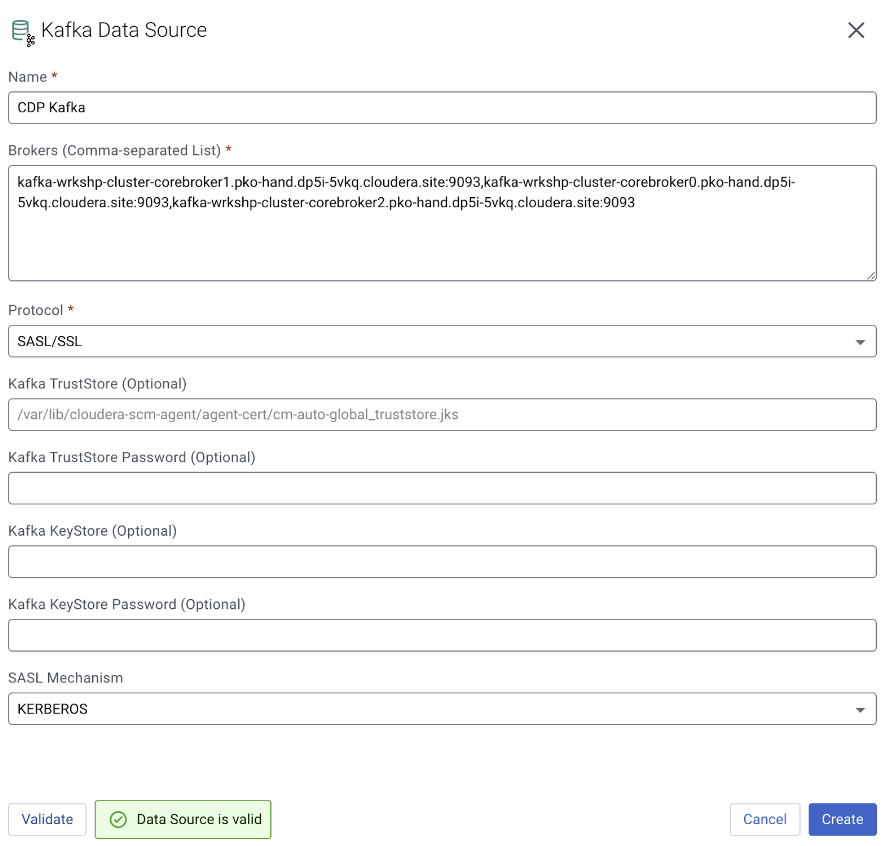 Kafka Data Source
Name *
CDP Kafka
Brokers (Comma-separated List) *
kafka-wrkshp-cluster-corebroker1.pko-hand.dp5i-5vkq.cloudera.site:9093,kafka-wrkshp-cluster-corebroker0.pko-hand.dp5i-
5vkq.cloudera.site:9093,kafka-wrkshp-cluster-corebroker2.pko-hand.dp5i-5vkq.cloudera.site:9093
Protocol *
SASL/SSL
Kafka TrustStore (Optional)
/var/lib/cloudera-scm-agent/agent-cert/cm-auto-global_truststore.jks
Kafka TrustStore Password (Optional)
Kafka KeyStore (Optional)
Kafka KeyStore Password (Optional)
SASL Mechanism
KERBEROS
Validate
Data Source is valid
Cancel
Create